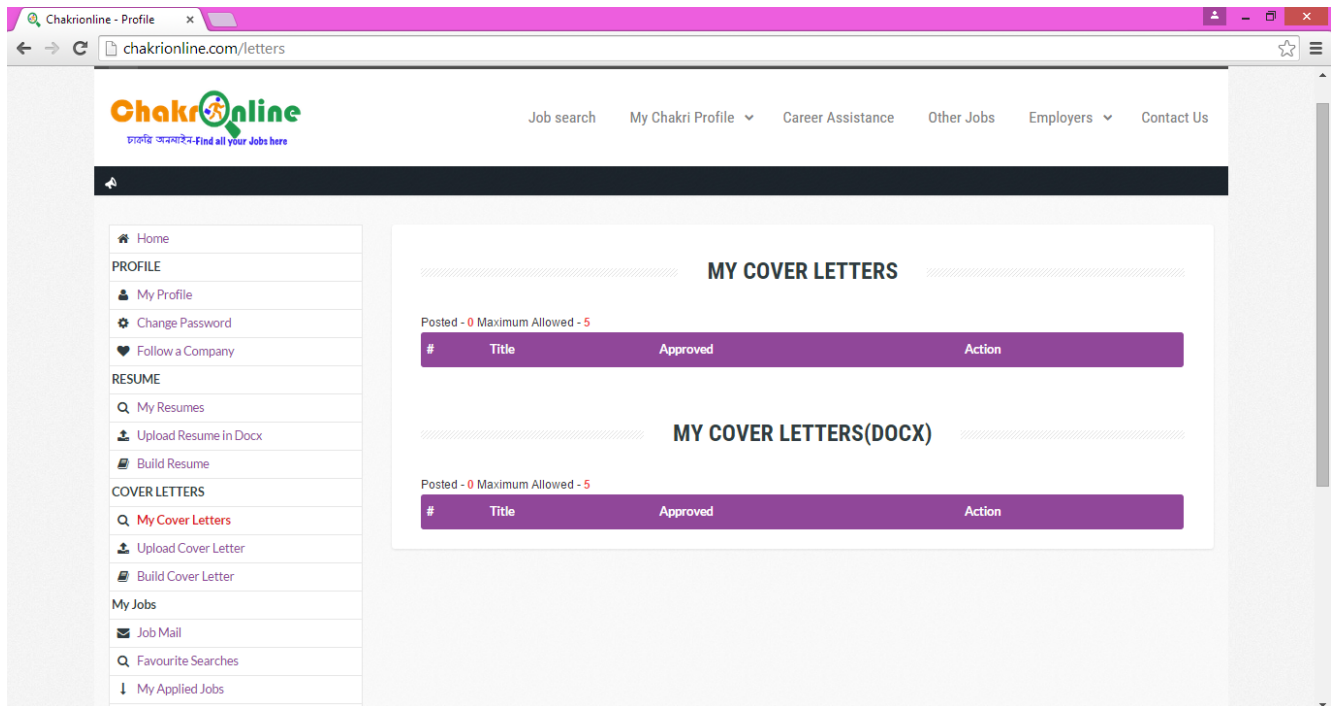 Chakrionline - Profile
chakrionline.com/letters
ChakrOnline
চাকরি অনলাইন-Find all your Jobs here
Job search My Chakri Profile Career Assistance Other Jobs Employers Contact Us
Home
PROFILE
My Profile
Change Password
Follow a Company
RESUME
My Resumes
Upload Resume in Docx
Build Resume
COVER LETTERS
My Cover Letters
Upload Cover Letter
Build Cover Letter
My Jobs
Job Mail
Favourite Searches
My Applied Jobs
MY COVER LETTERS
Posted - 0 Maximum Allowed - 5
# Title Approved Action
MY COVER LETTERS(DOCX)
Posted - 0 Maximum Allowed - 5
# Title Approved Action